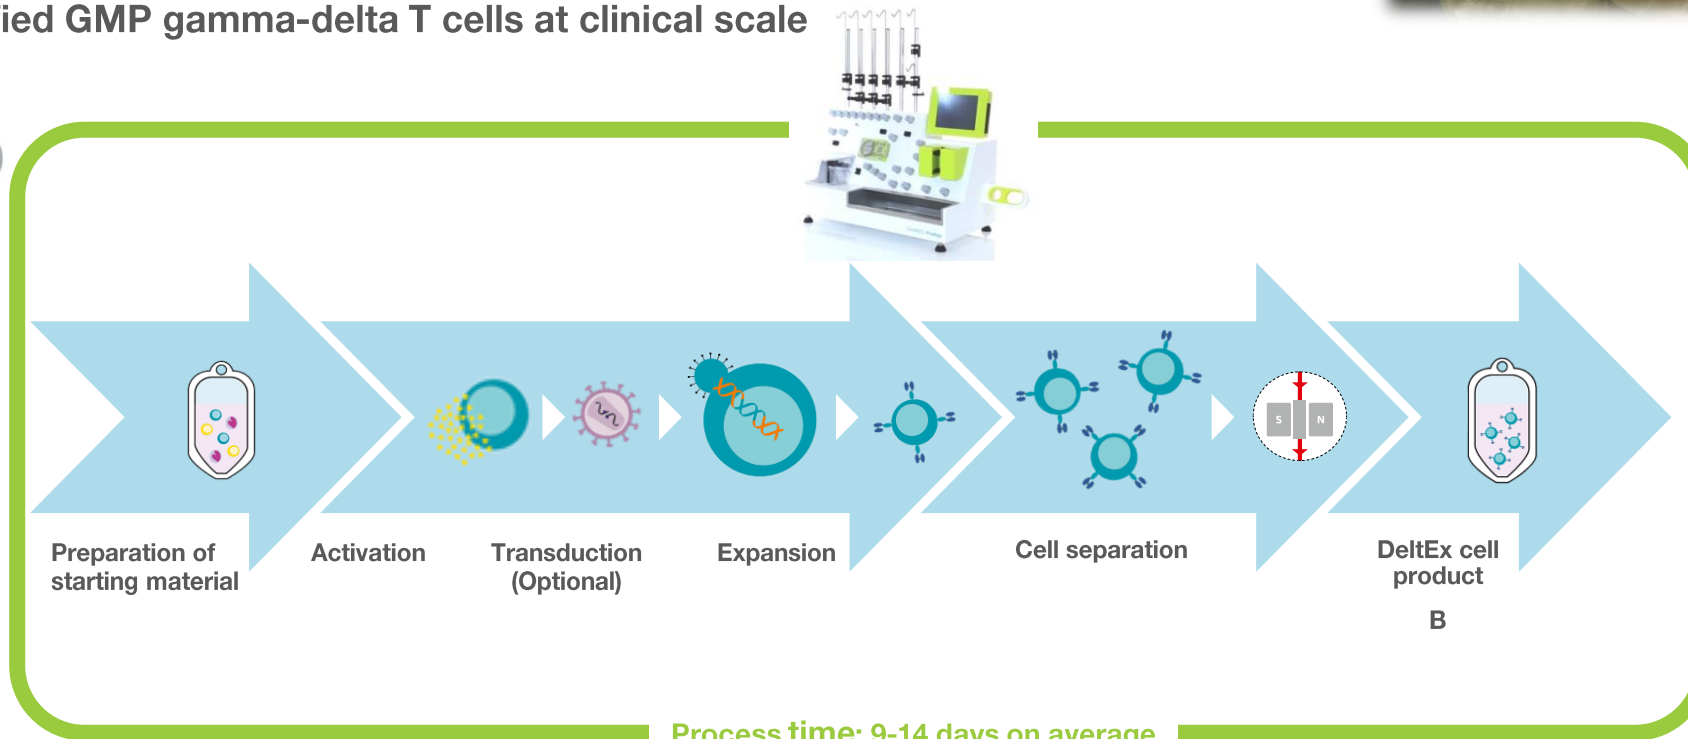 ied GMP gamma-delta T cells at clinical scale
S
N
Preparation of
starting material
Activation
Transduction
(Optional)
Expansion
Cell separation
DeltEx cell
product
B
Process time: 9-14 days on average